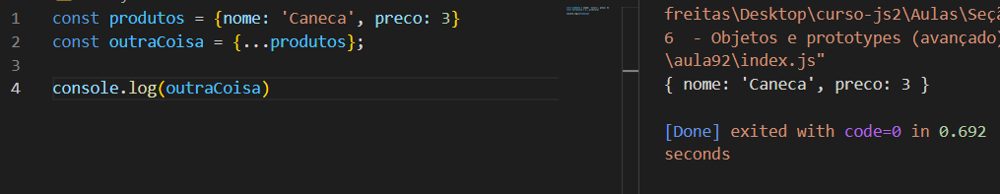 1 const produtos = {nome: 'Caneca', preco: 3}
2 const outraCoisa = {...produtos};
3
4 console.log(outraCoisa)
freitas\Desktop\curso-js2\Aulas\Seçã
6  - Objetos e prototypes (avançado)
\aula92\index.js"
{ nome: 'Caneca', preco: 3 }
[Done] exited with code=0 in 0.692
seconds